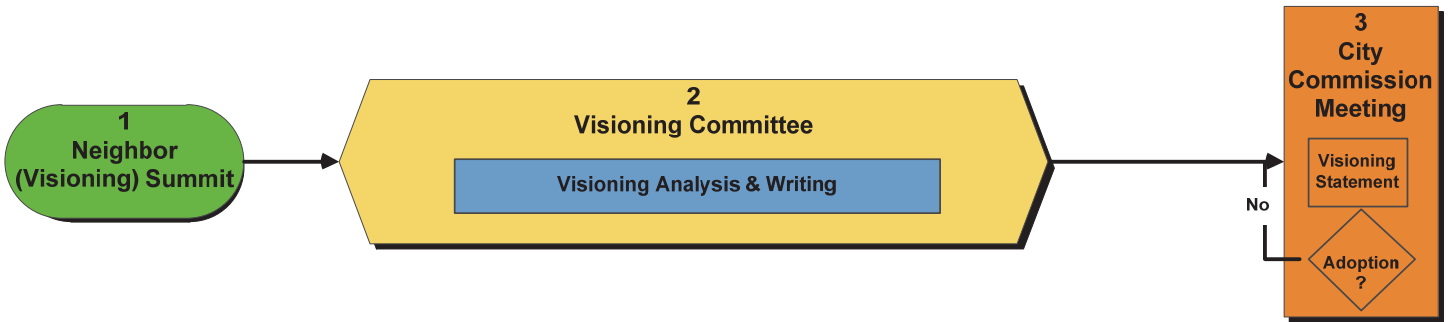 1
Neighbor
(Visioning) Summit
2
Visioning Committee
Visioning Analysis & Writing
3
City
Commission
Meeting
Visioning
Statement
No
Adoption
?